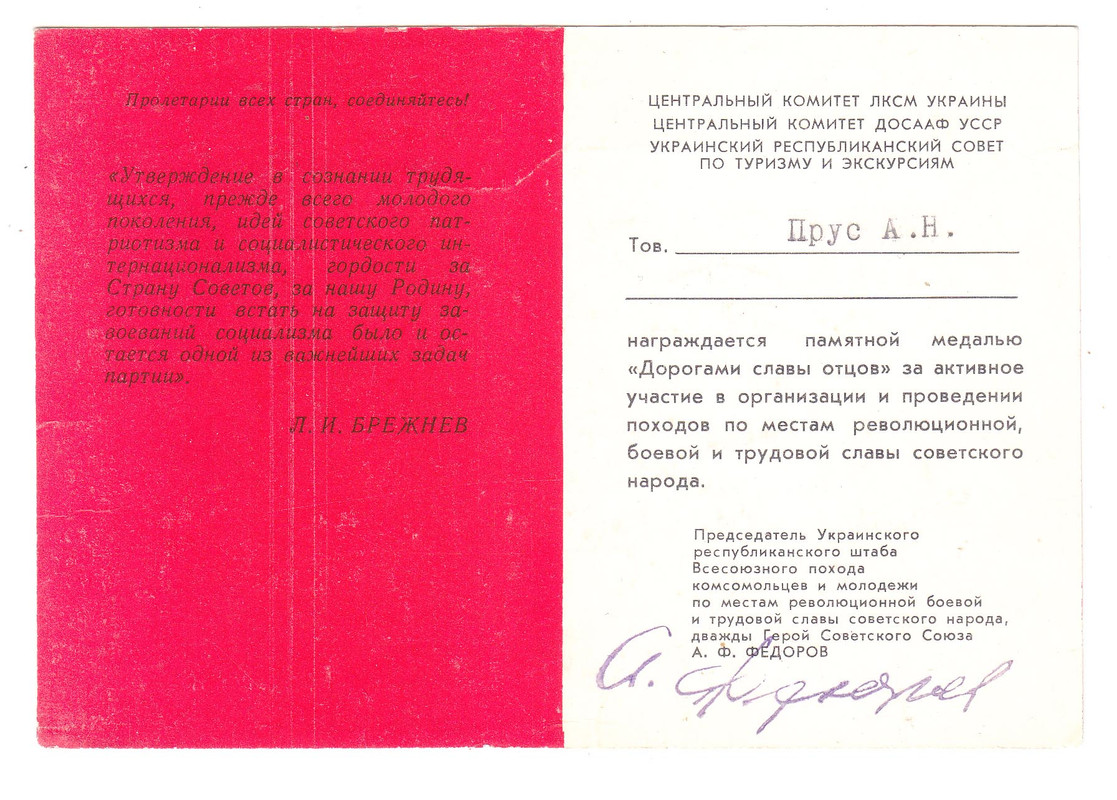 Пролетарии всех стран, соединяйтесь!
«Утверждение в сознании трудя-
щихся, прежде всего молодого
поколения, идей советского пат-
риотизма и социалистического ин-
тернационализма, гордости за
Страну Советов, за нашу Родину,
готовности встать на защиту за-
воеваний социализма было и ос-
тается одной из важнейших задач
партии».
Л. И. БРЕЖНЕВ
ЦЕНТРАЛЬНЫЙ КОМИТЕТ ЛКСМ УКРАИНЫ
ЦЕНТРАЛЬНЫЙ КОМИТЕТ ДОСААФ УССР
УКРАИНСКИЙ РЕСПУБЛИКАНСКИЙ СОВЕТ
ПО ТУРИЗМУ И ЭКСКУРСИЯМ
Тов. Прус А.Н.
награждается памятной медалью
«Дорогами славы отцов» за активное
участие в организации и проведении
походов по местам революционной,
боевой и трудовой славы советского
народа.
Председатель Украинского
республиканского штаба
Всесоюзного похода
комсомольцев и молодежи
по местам революционной боевой
и трудовой славы советского народа,
дважды Герой Советского Союза
А. Ф. ФЕДОРОВ
А. Федоров